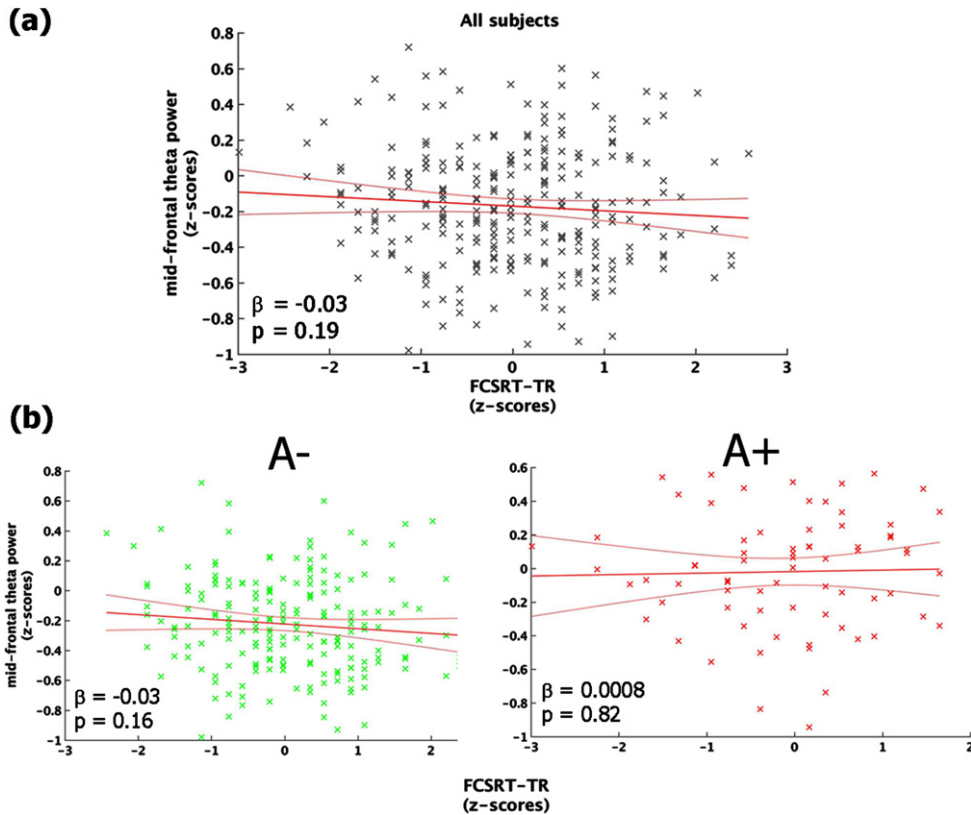 (a)
All subjects
mid-frontal theta power
(z-scores)
0.8
0.6
0.4
0.2
0
-0.2
-0.4
-0.6
-0.8
-1
β = -0.03
p = 0.19
-3 -2 -1 0 1 2 3
FCSRT-TR
(z-scores)
(b)
A-
mid-frontal theta power
(z-scores)
0.8
0.6
0.4
0.2
0
-0.2
-0.4
-0.6
-0.8
-1
β = -0.03
p = 0.16
-3 -2 -1 0 1 2
A+
0.6
0.4
0.2
0
-0.2
-0.4
-0.6
-0.8
-1
β = 0.0008
p = 0.82
-3 -2 -1 0 1 2
FCSRT-TR
(z-scores)